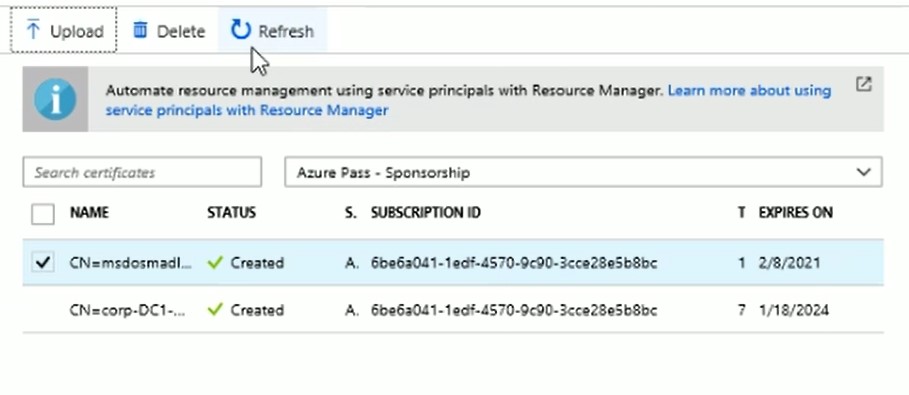 Upload Delete Refresh
Automate resource management using service principals with Resource Manager. Learn more about using
service principals with Resource Manager
Search certificates Azure Pass - Sponsorship
NAME STATUS S. SUBSCRIPTION ID T EXPIRES ON
CN=msdosmadl... Created A. 6be6a041-1edf-4570-9c90-3cce28e5b8bc 1 2/8/2021
CN=corp-DC1-... Created A. 6be6a041-1edf-4570-9c90-3cce28e5b8bc 7 1/18/2024